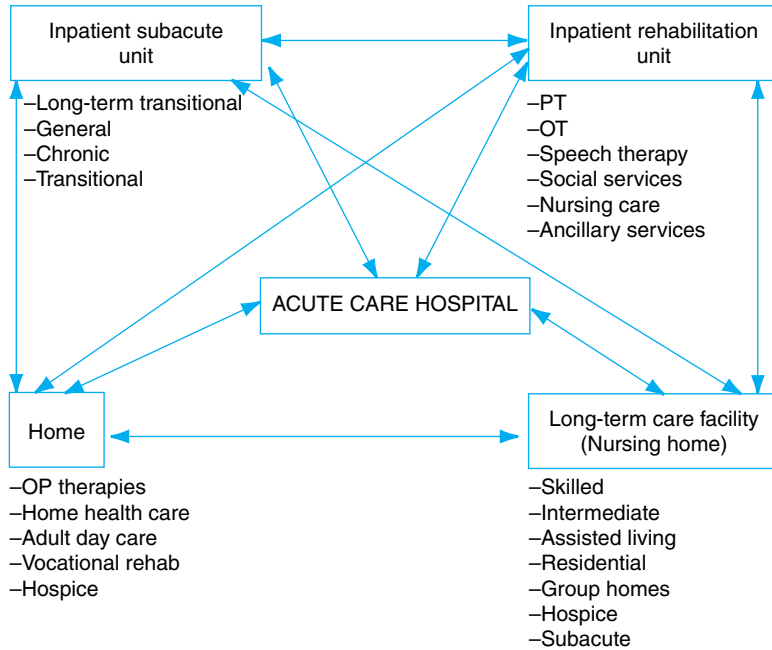 Inpatient subacute
unit
–Long-term transitional
–General
–Chronic
–Transitional
Inpatient rehabilitation
unit
–PT
–OT
–Speech therapy
–Social services
–Nursing care
–Ancillary services
ACUTE CARE HOSPITAL
Home
–OP therapies
–Home health care
–Adult day care
–Vocational rehab
–Hospice
Long-term care facility
(Nursing home)
–Skilled
–Intermediate
–Assisted living
–Residential
–Group homes
–Hospice
–Subacute